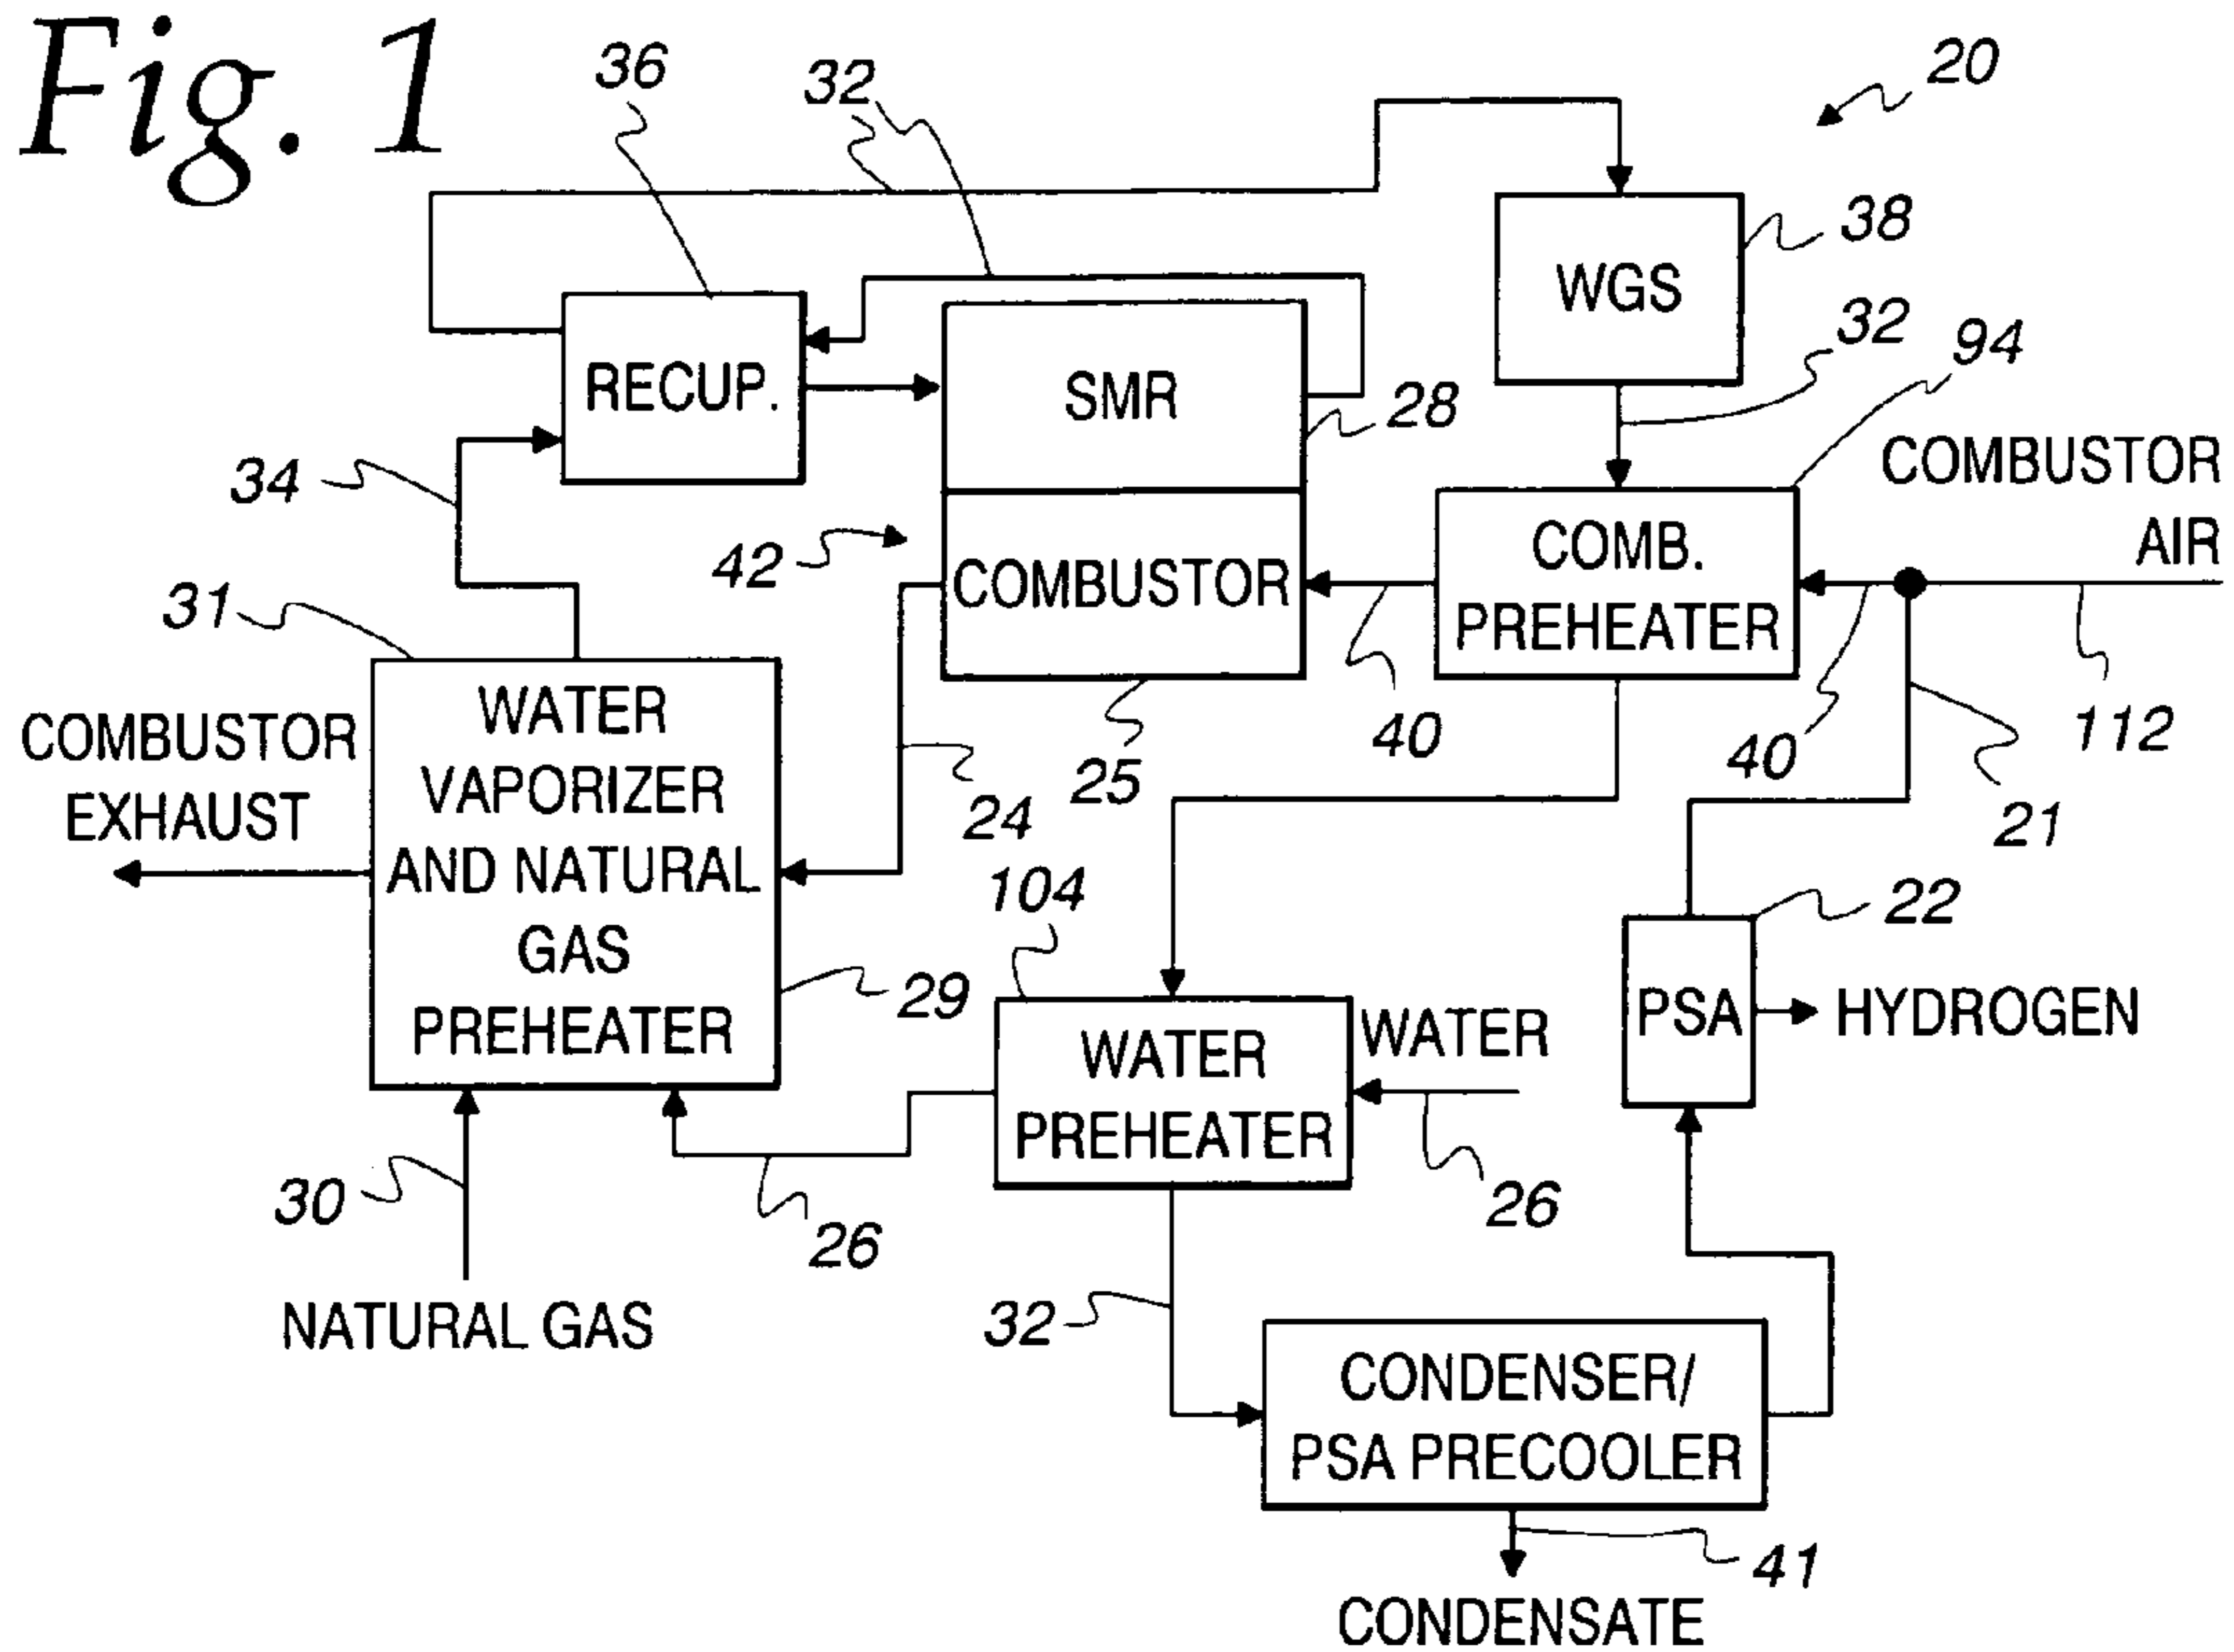 Fig. 1
36
32
20
38
WGS
32
94
RECUP.
SMR
28
COMBUSTOR
AIR
34
42
COMBUSTOR
COMB.
PREHEATER
31
COMBUSTOR
EXHAUST
WATER
VAPORIZER
AND NATURAL
GAS
PREHEATER
24
25
40
40
112
21
104
29
22
PSA
HYDROGEN
WATER
PREHEATER
WATER
26
30
26
NATURAL GAS
32
CONDENSER/
PSA PRECOOLER
41
CONDENSATE